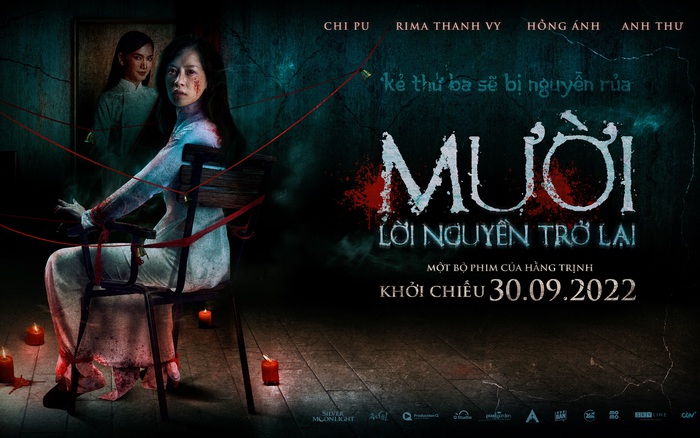 CHI PU RIMA THANH VY HỒNG ÁNH ANH THƯ
kẻ thứ ba sẽ bị nguyền rủa
MƯỜI
LỜI NGUYỀN TRỞ LẠI
MỘT BỘ PHIM CỦA HẰNG TRỊNH
KHỞI CHIẾU 30.09.2022
SILVER
MOONLIGHT